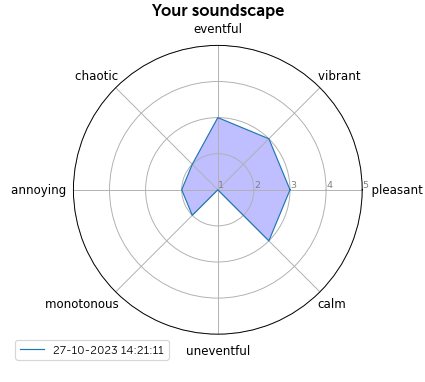 Your soundscape
eventful
chaotic
vibrant
annoying
1 2 3 4 5
pleasant
monotonous
calm
uneventful
27-10-2023 14:21:11